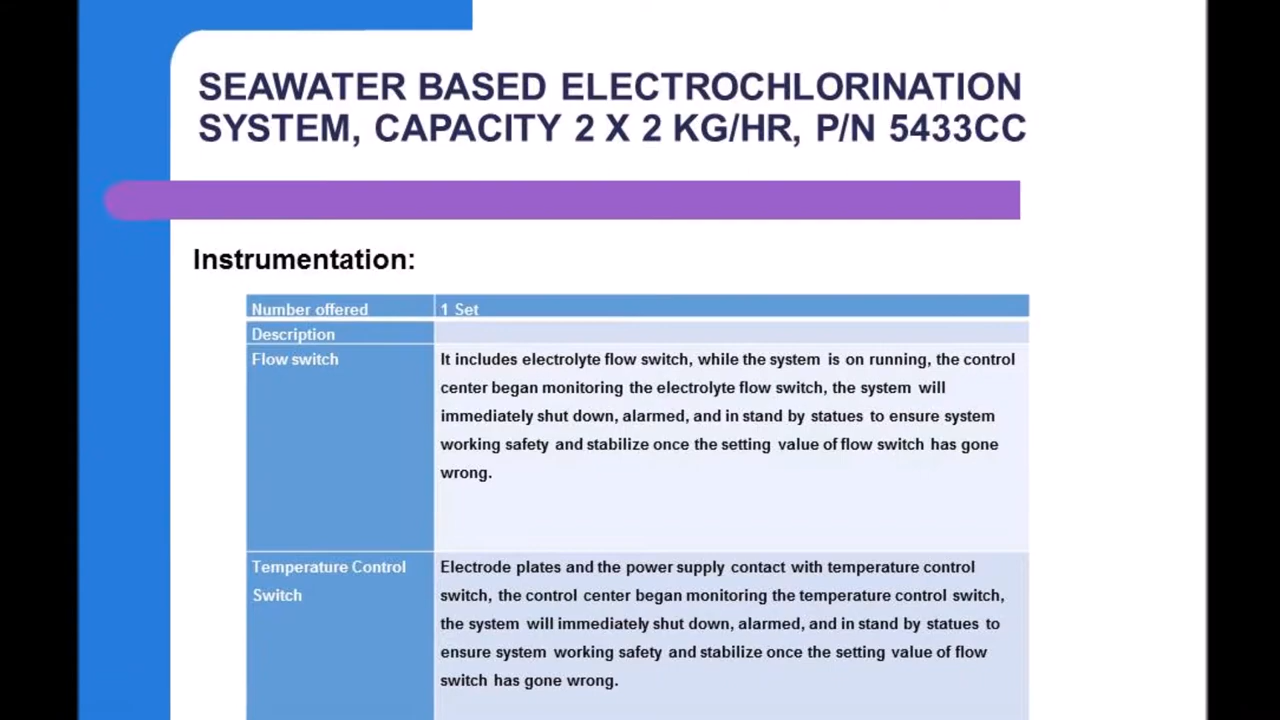 SEAWATER BASED ELECTROCHLORINATION
SYSTEM, CAPACITY 2 X 2 KG/HR, P/N 5433CC
Instrumentation:
Number offered 1 Set
Description
Flow switch It includes electrolyte flow switch, while the system is on running, the control
center began monitoring the electrolyte flow switch, the system will
immediately shut down, alarmed, and in stand by statues to ensure system
working safety and stabilize once the setting value of flow switch has gone
wrong.
Temperature Control Electrode plates and the power supply contact with temperature control
Switch switch, the control center began monitoring the temperature control switch,
the system will immediately shut down, alarmed, and in stand by statues to
ensure system working safety and stabilize once the setting value of flow
switch has gone wrong.